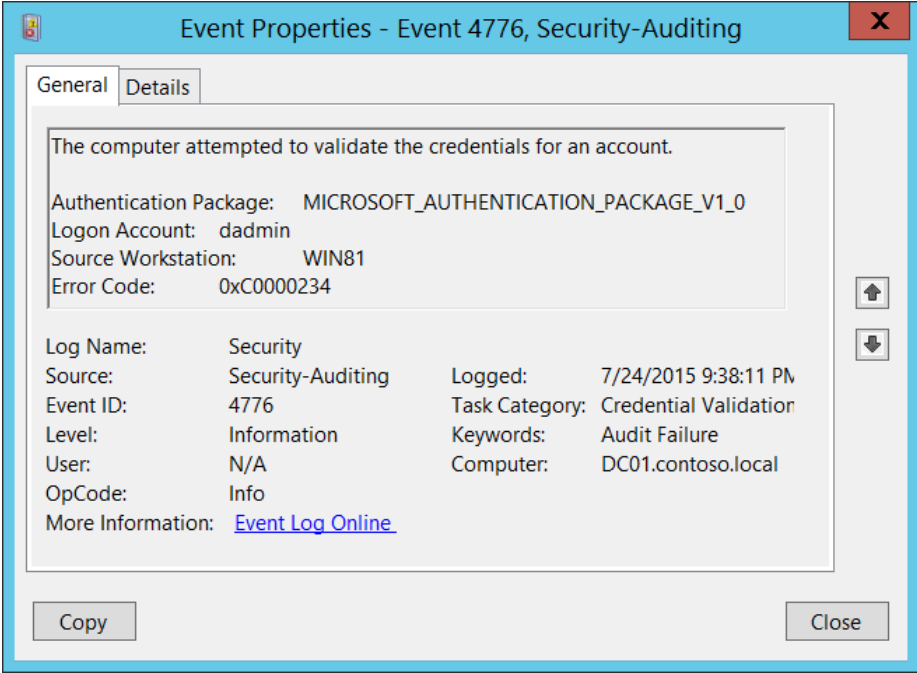 Event Properties - Event 4776, Security-Auditing
X
General Details
The computer attempted to validate the credentials for an account.
Authentication Package: MICROSOFT_AUTHENTICATION_PACKAGE_V1_0
Logon Account: dadmin
Source Workstation: WIN81
Error Code: 0xC0000234
Log Name: Security
Source: Security-Auditing Logged: 7/24/2015 9:38:11 PM
Event ID: 4776 Task Category: Credential Validation
Level: Information Keywords: Audit Failure
User: N/A Computer: DC01.contoso.local
OpCode: Info
More Information: Event Log Online
Copy Close